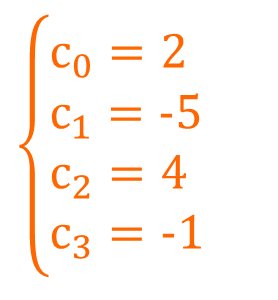 c₀ = 2
c₁ = -5
c₂ = 4
c₃ = -1